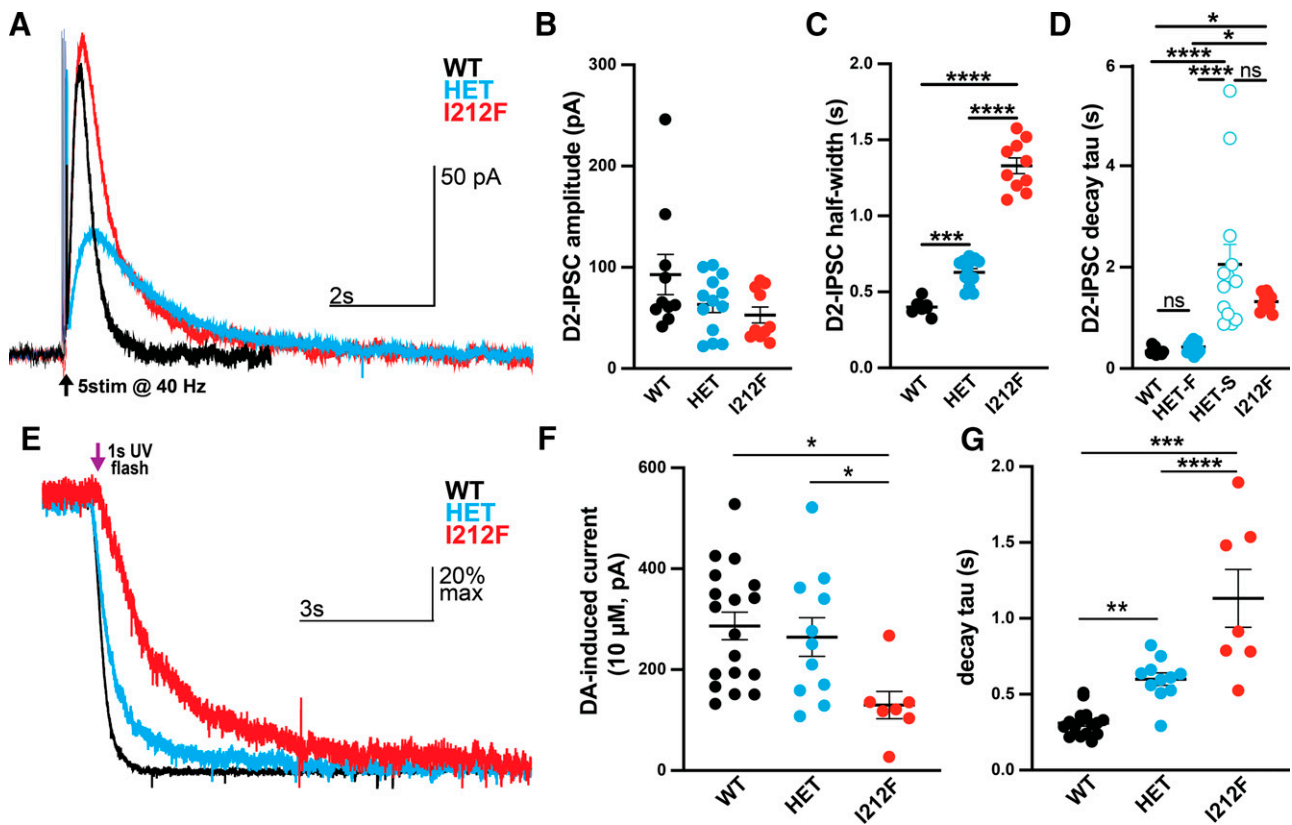 A
WT
HET
I212F
50 pA
2s
5stim @ 40 Hz
B
D2-IPSC amplitude (pA)
300
200
100
0
WT
HET
I212F
C
D2-IPSC half-width (s)
2.0
1.5
1.0
0.5
0.0
****
****
***
WT
HET
I212F
D
D2-IPSC decay tau (s)
6
4
2
0
*
*
****
**** ns
ns
WT
HET-F
HET-S
I212F
E
1s UV
flash
WT
HET
I212F
20%
max
3s
F
DA-induced current
(10 µM, pA)
600
400
200
0
*
*
WT
HET
I212F
G
decay tau (s)
2.0
1.5
1.0
0.5
0.0
***
****
**
WT
HET
I212F